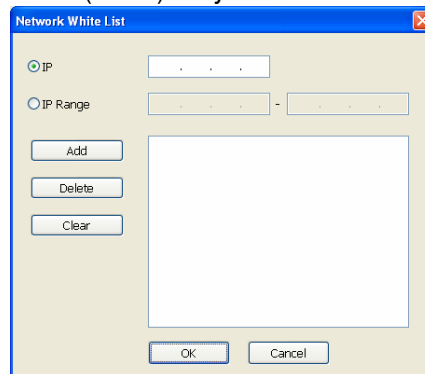 Network White List
IP . . .
IP Range . . . - . . .
Add
Delete
Clear
OK Cancel